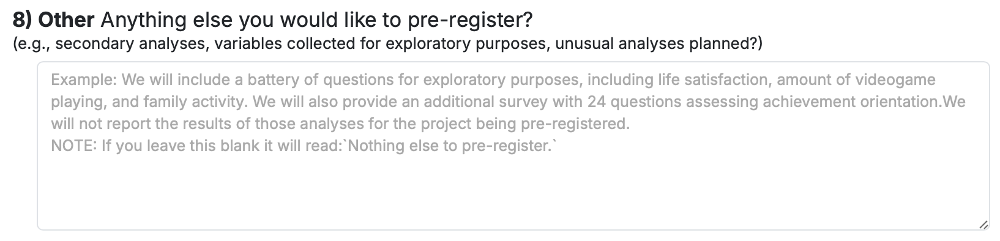 8) Other Anything else you would like to pre-register?
(e.g., secondary analyses, variables collected for exploratory purposes, unusual analyses planned?)
Example: We will include a battery of questions for exploratory purposes, including life satisfaction, amount of videogame
playing, and family activity. We will also provide an additional survey with 24 questions assessing achievement orientation.We
will not report the results of those analyses for the project being pre-registered.
NOTE: If you leave this blank it will read:`Nothing else to pre-register.`